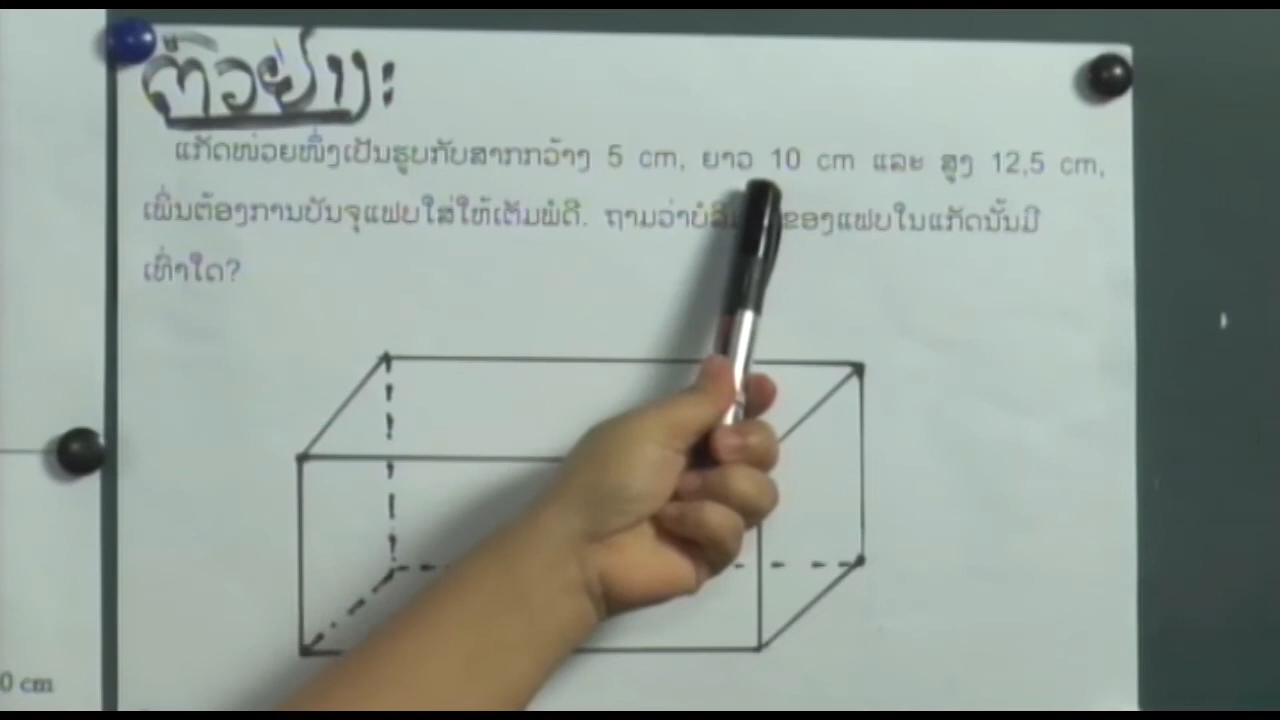 ຕົວຢ່າງ:
ແກັດໜ່ວຍໜຶ່ງເປັນຮູບກັບສາກກວ້າງ 5 cm, ຍາວ 10 cm ແລະ ສູງ 12,5 cm,
ເພິ່ນຕ້ອງການບັນຈຸແຟບໃສ່ໃຫ້ເຕັມພໍດີ. ຖາມວ່າ ຂອງແຟບໃນແກັດນັ້ນມີ
ເທົ່າໃດ?
0 cm